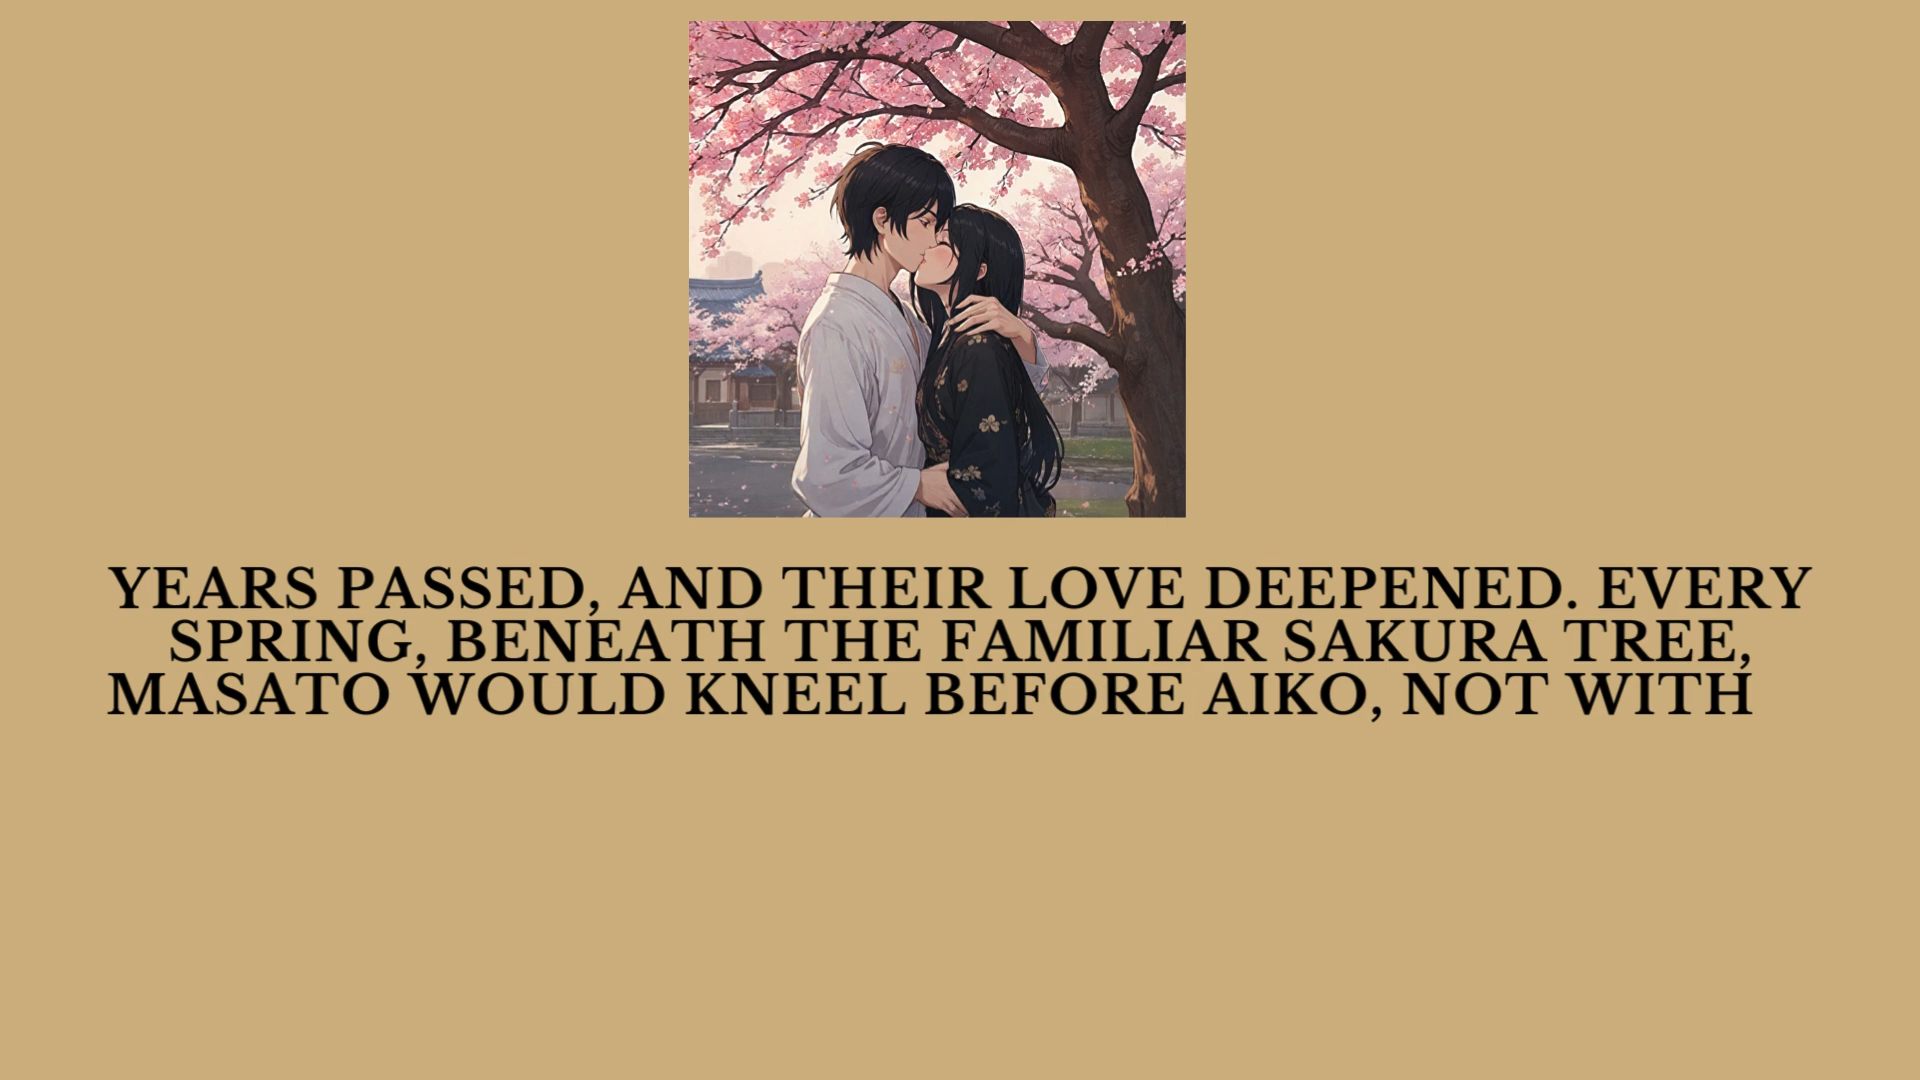 YEARS PASSED, AND THEIR LOVE DEEPENED. EVERY
SPRING, BENEATH THE FAMILIAR SAKURA TREE,
MASATO WOULD KNEEL BEFORE AIKO, NOT WITH